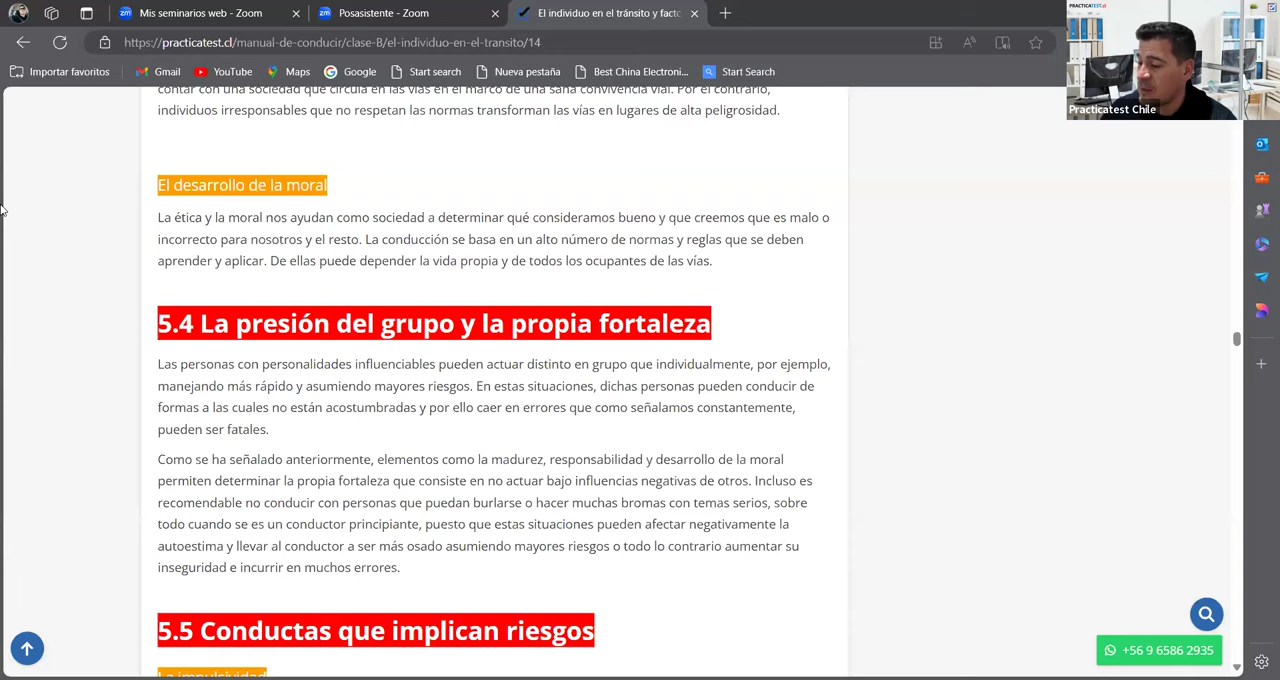 Mis seminarios web - Zoom
Posasistente - Zoom
El individuo en el tránsito y facto
https://practicatest.cl/manual-de-conducir/clase-B/el-individuo-en-el-transito/14
Importar favoritos
Gmail
YouTube
Maps
Google
Start search
Nueva pestaña
Best China Electroni...
Start Search
PRACTICATEST.cl
Practicatest Chile
contar con una sociedad que circula en las vías en el marco de una sana convivencia vial. Por el contrario,
individuos irresponsables que no respetan las normas transforman las vías en lugares de alta peligrosidad.
El desarrollo de la moral
La ética y la moral nos ayudan como sociedad a determinar qué consideramos bueno y que creemos que es malo o
incorrecto para nosotros y el resto. La conducción se basa en un alto número de normas y reglas que se deben
aprender y aplicar. De ellas puede depender la vida propia y de todos los ocupantes de las vías.
5.4 La presión del grupo y la propia fortaleza
Las personas con personalidades influenciables pueden actuar distinto en grupo que individualmente, por ejemplo,
manejando más rápido y asumiendo mayores riesgos. En estas situaciones, dichas personas pueden conducir de
formas a las cuales no están acostumbradas y por ello caer en errores que como señalamos constantemente,
pueden ser fatales.
Como se ha señalado anteriormente, elementos como la madurez, responsabilidad y desarrollo de la moral
permiten determinar la propia fortaleza que consiste en no actuar bajo influencias negativas de otros. Incluso es
recomendable no conducir con personas que puedan burlarse o hacer muchas bromas con temas serios, sobre
todo cuando se es un conductor principiante, puesto que estas situaciones pueden afectar negativamente la
autoestima y llevar al conductor a ser más osado asumiendo mayores riesgos o todo lo contrario aumentar su
inseguridad e incurrir en muchos errores.
5.5 Conductas que implican riesgos
La impulsividad
+56 9 6586 2935